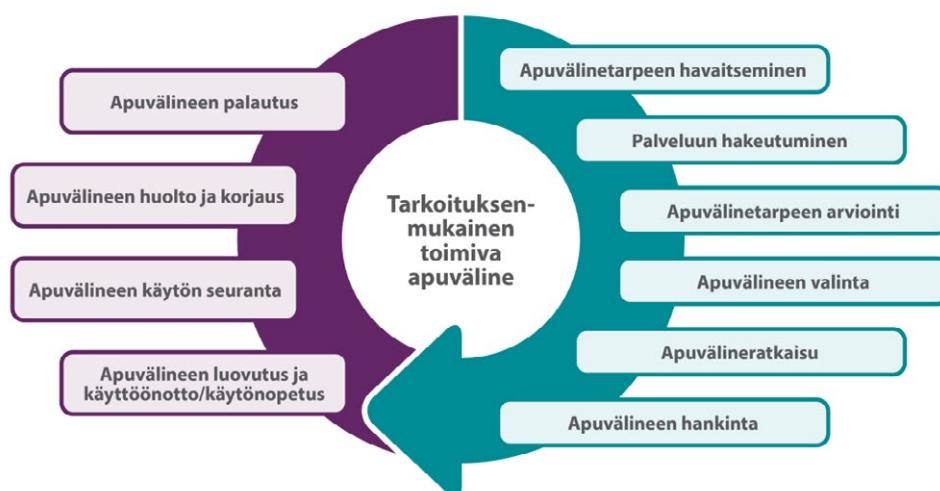 Apuvälinetarpeen havaitseminen
Palveluun hakeutuminen
Apuvälinetarpeen arviointi
Apuvälineen valinta
Apuvälineratkaisu
Apuvälineen hankinta
Apuvälineen luovutus ja
käyttöönotto/käytönopetus
Apuvälineen käytön seuranta
Apuvälineen huolto ja korjaus
Apuvälineen palautus
Tarkoituksen-
mukainen
toimiva
apuväline